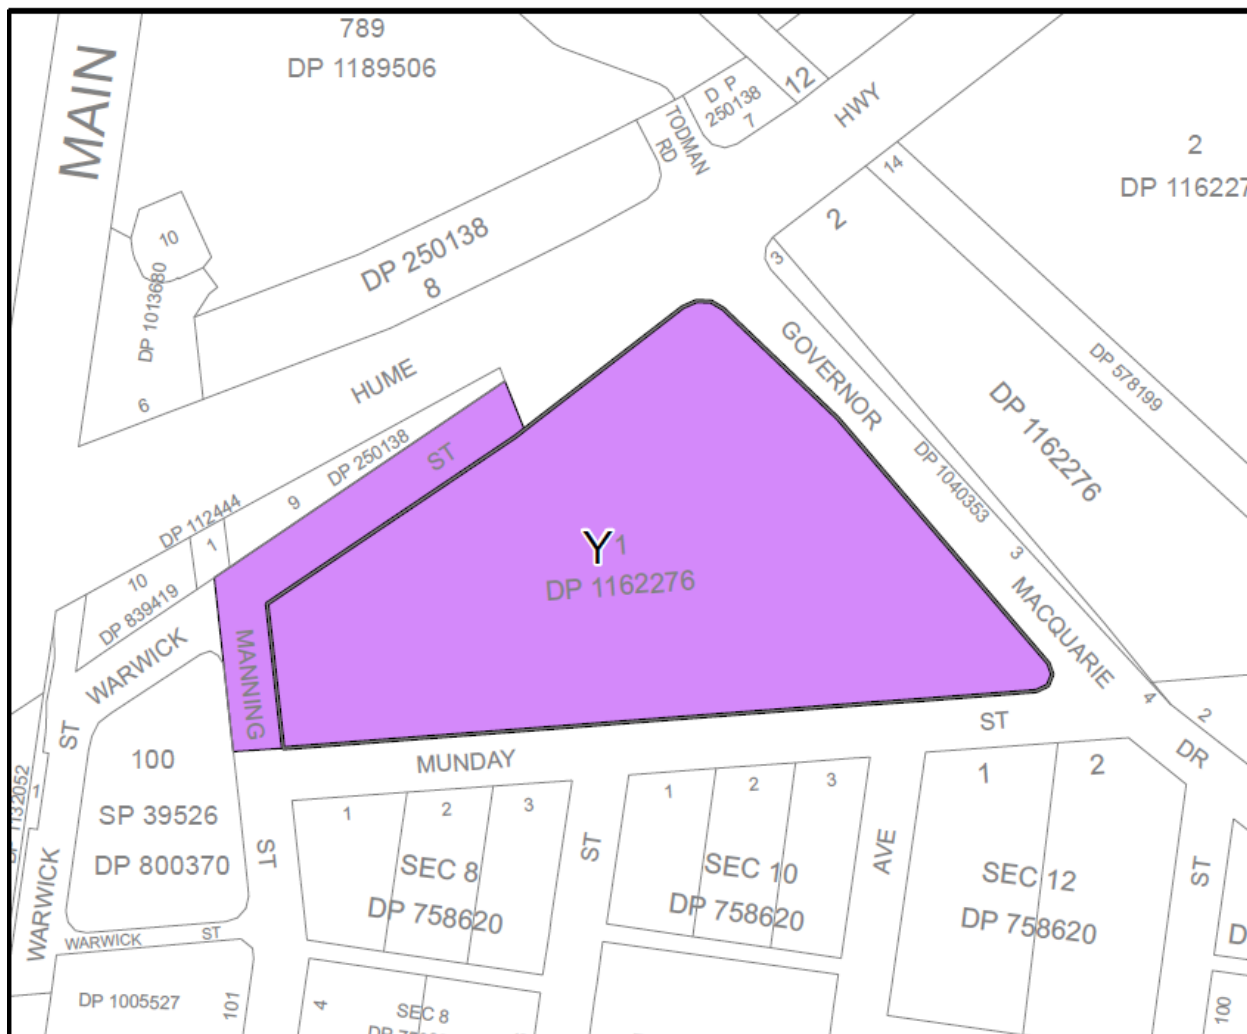 789
DP 1189506
MAIN
D P
250138
7
12
HWY
TODMAN
RD
2
DP 116227
14
2
3
10
DP 1013680
DP 250138
8
6
HUME
GOVERNOR
DP 578199
DP 1162276
ST
DP 250138
9
DP 112444
1
10
DP 839419
DP 1040353
3
Y
1
DP 1162276
MACQUARIE
4
2
DR
WARWICK
ST
MANNING
ST
MUNDAY
ST
100
SP 39526
DP 800370
1
1
2
3
SEC 8
DP 758620
ST
1
2
3
SEC 10
DP 758620
AVE
1
2
SEC 12
DP 758620
ST
WARWICK
WARWICK
ST
DP 1005527
101
4
SEC 8
100